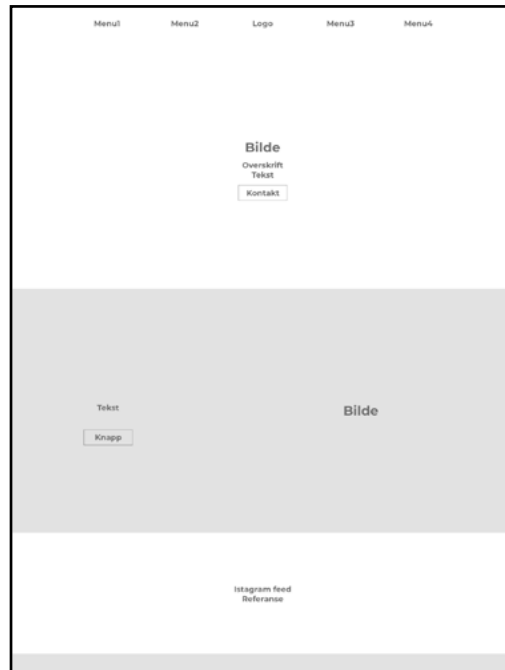 Menu1 Menu2 Logo Menu3 Menu4
Bilde
Overskrift
Tekst
Kontakt
Tekst
Bilde
Knapp
Istagram feed
Referanse